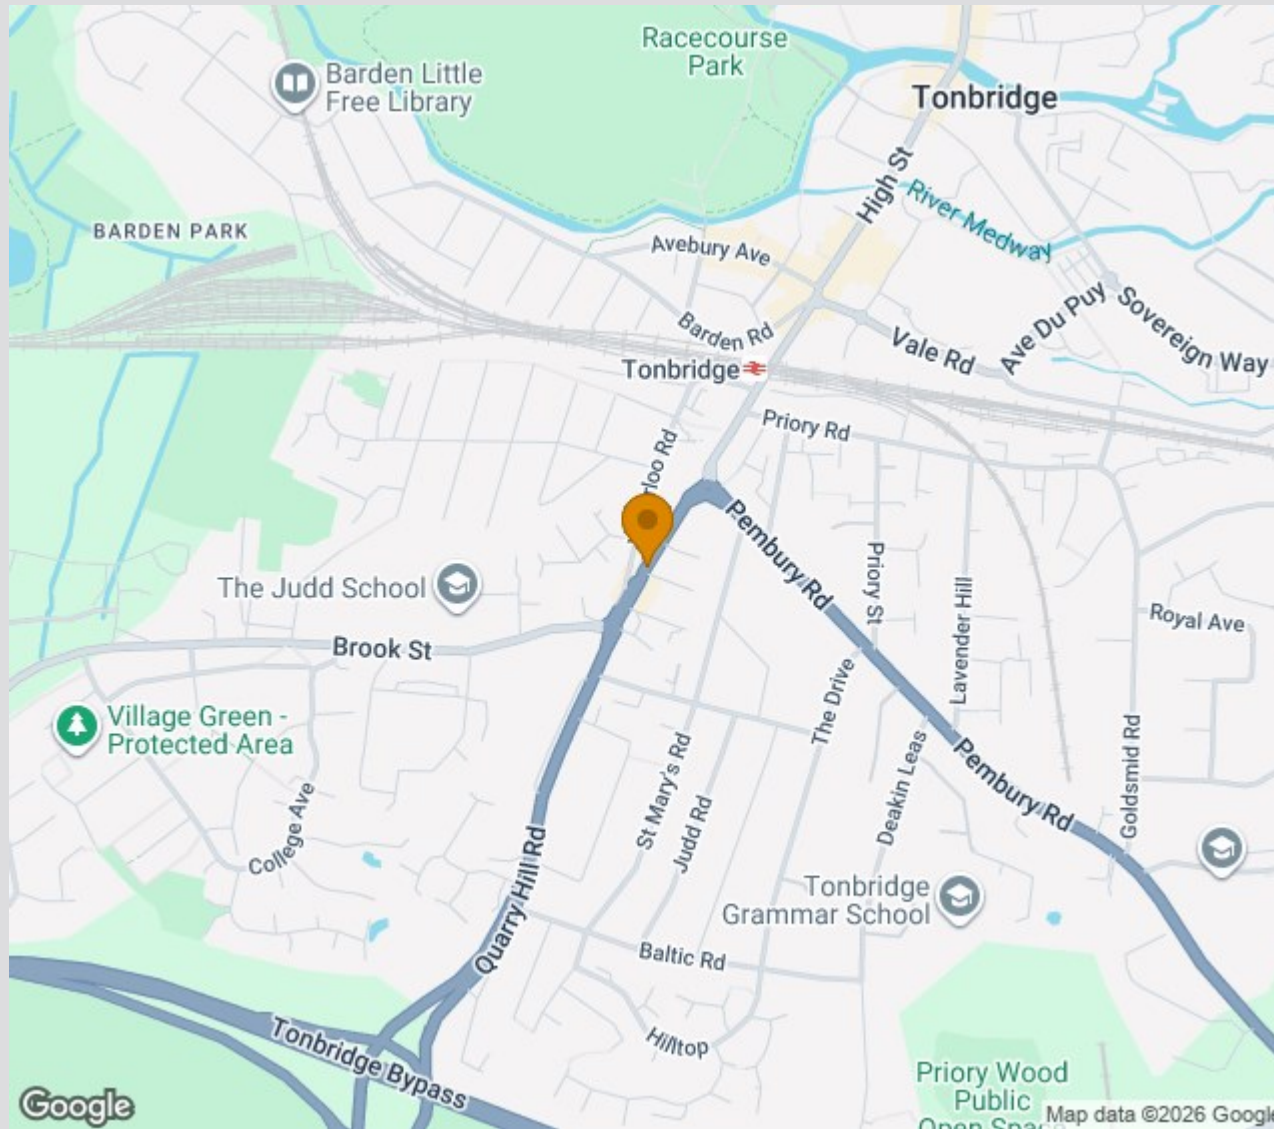 Racecourse
Park
Barden Little
Free Library
Tonbridge
High St
River Medway
BARDEN PARK
Avebury Ave
Barden Rd
Vale Rd
Ave Du Puy
Sovereign Way
Tonbridge
Priory Rd
rloo Rd
Pembury Rd
The Judd School
Priory St
Lavender Hill
Royal Ave
Brook St
The Drive
Village Green -
Protected Area
St Mary's Rd
Judd Rd
Deakin Leas
Pembury Rd
Goldsmid Rd
College Ave
Quarry Hill Rd
Tonbridge
Grammar School
Baltic Rd
Hilltop
Tonbridge Bypass
Priory Wood
Public
Open Space
Google
Map data ©2026 Google